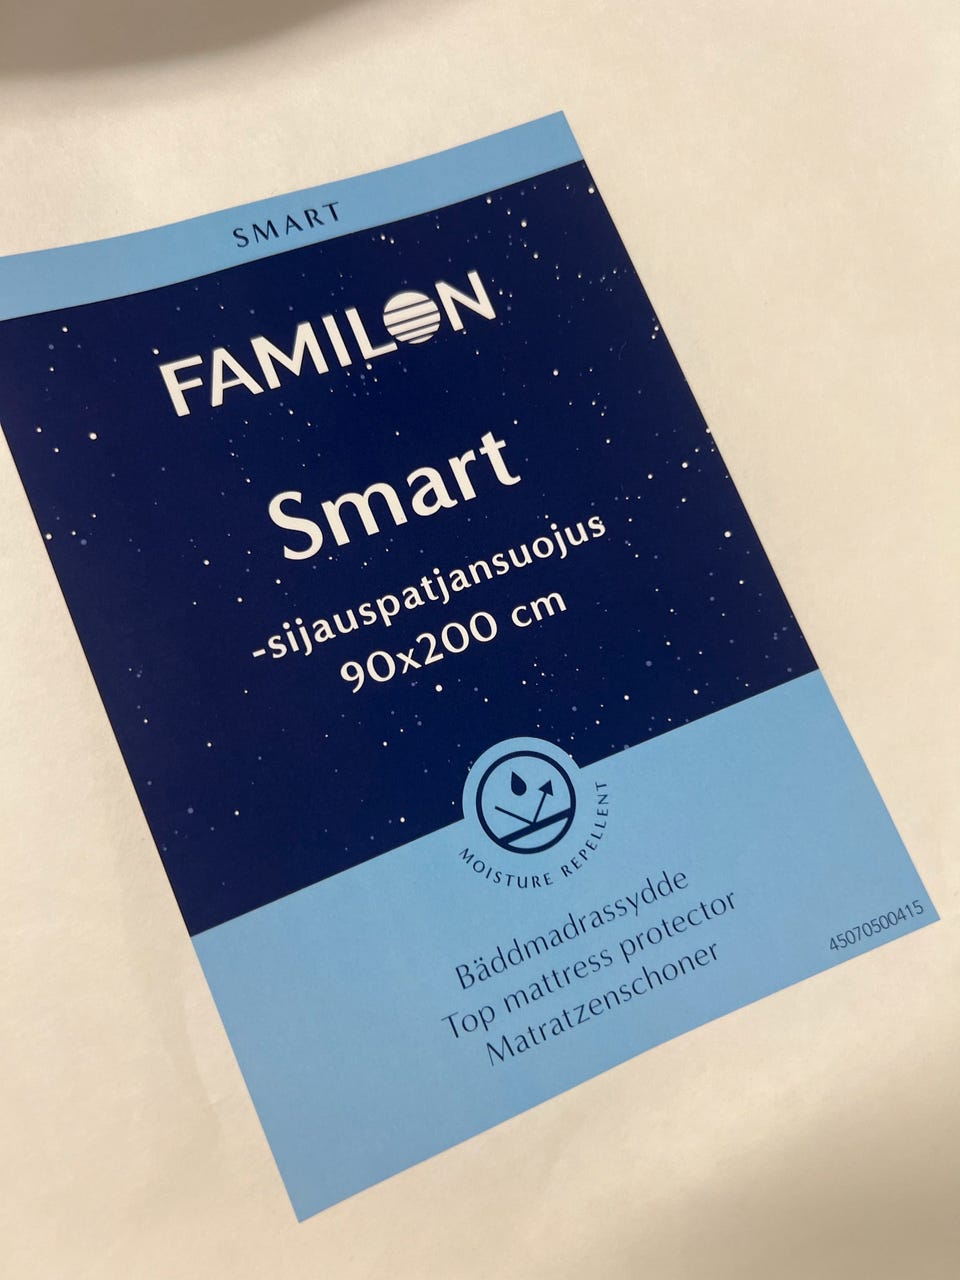 SMART
FAMILON
Smart
-sijauspatjansuojus
90x200 cm
MOISTURE REPELLENT
Bäddmadrassydde
Top mattress protector
Matratzenschoner
45070500415